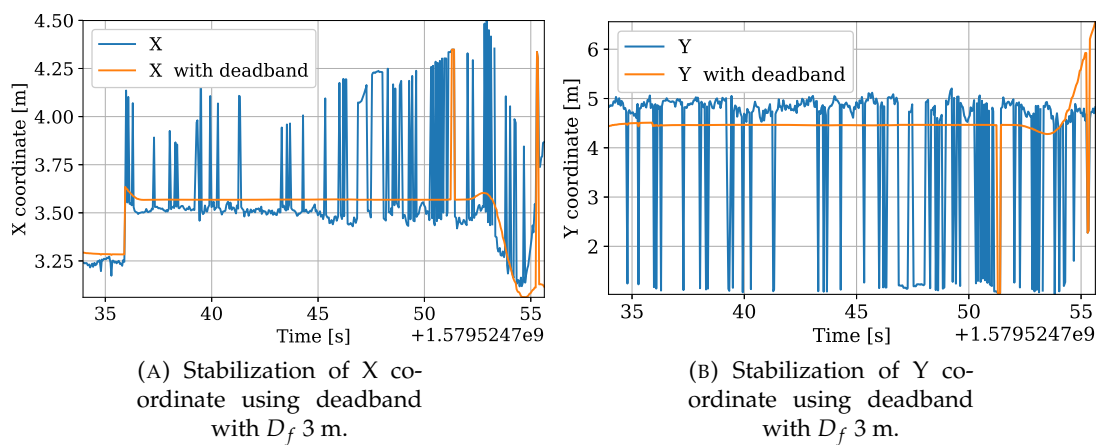 4.50
4.25
4.00
3.75
3.50
3.25
X coordinate [m]
X
X with deadband
35
40
45
50
55
Time [s]
+1.5795247e9
(A) Stabilization of X co-
ordinate using deadband
with D_f 3 m.
6
5
4
3
2
Y coordinate [m]
Y
Y with deadband
35
40
45
50
55
Time [s]
+1.5795247e9
(B) Stabilization of Y co-
ordinate using deadband
with D_f 3 m.